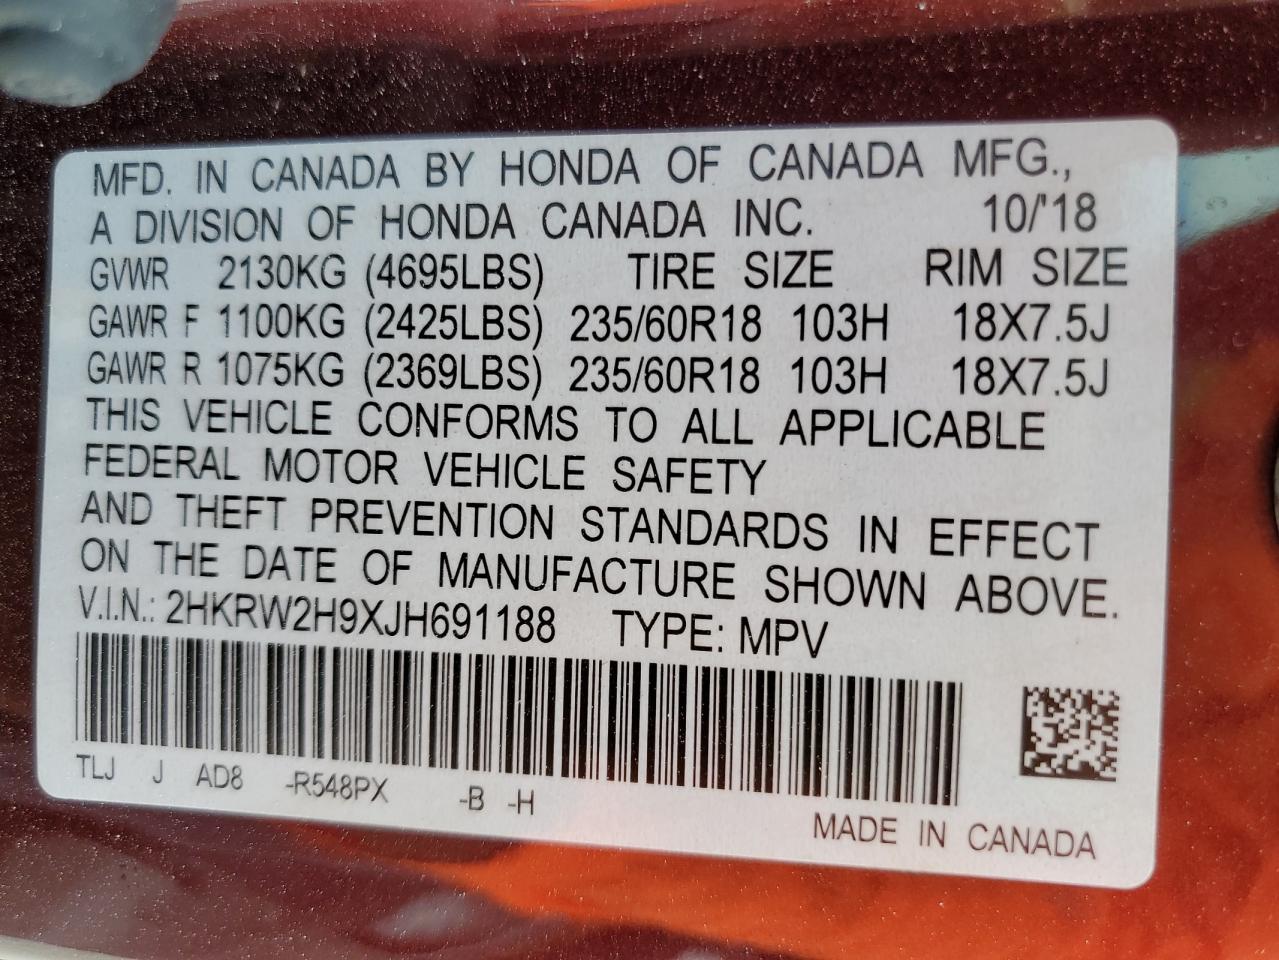 MFD. IN CANADA BY HONDA OF CANADA MFG.,
A DIVISION OF HONDA CANADA INC. 10/'18
GVWR 2130KG (4695LBS) TIRE SIZE RIM SIZE
GAWR F 1100KG (2425LBS) 235/60R18 103H 18X7.5J
GAWR R 1075KG (2369LBS) 235/60R18 103H 18X7.5J
THIS VEHICLE CONFORMS TO ALL APPLICABLE
FEDERAL MOTOR VEHICLE SAFETY
AND THEFT PREVENTION STANDARDS IN EFFECT
ON THE DATE OF MANUFACTURE SHOWN ABOVE.
V.I.N.: 2HKRW2H9XJH691188 TYPE: MPV
TLJ J AD8 -R548PX -B -H
MADE IN CANADA